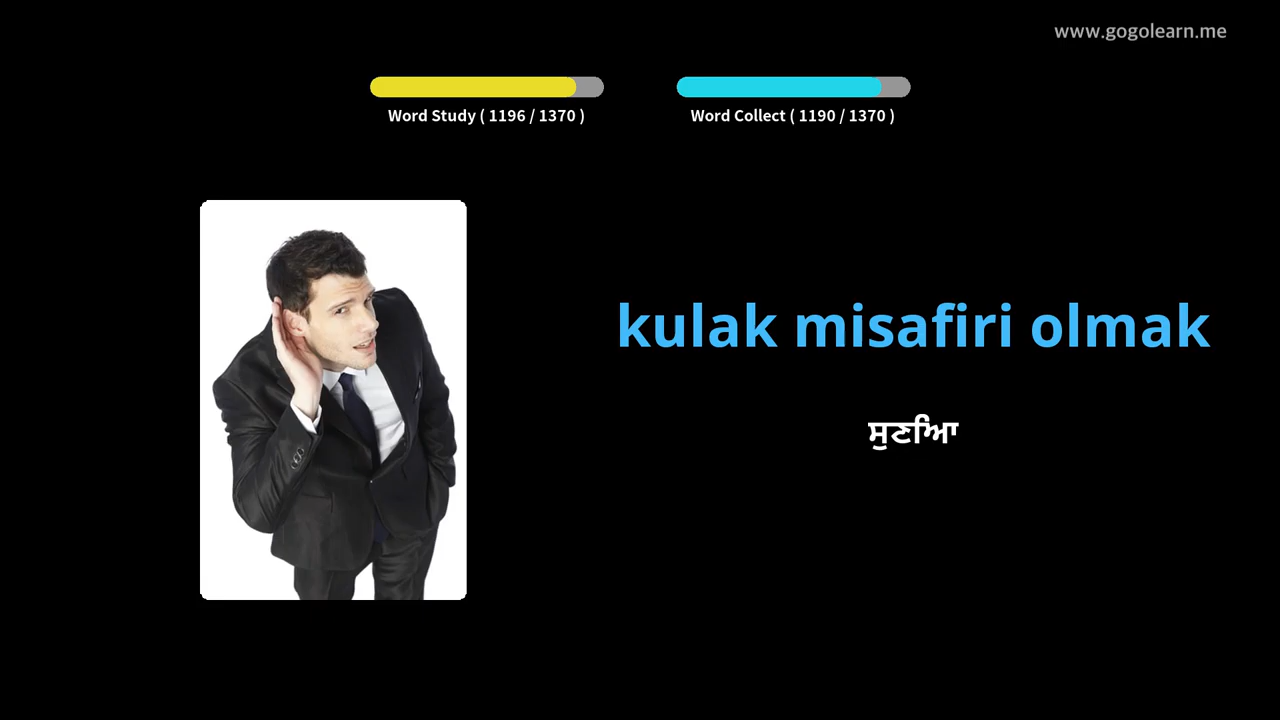 www.gogolearn.me
Word Study ( 1196 / 1370 )
Word Collect ( 1190 / 1370 )
kulak misafiri olmak
ਸੁਣਿਆ